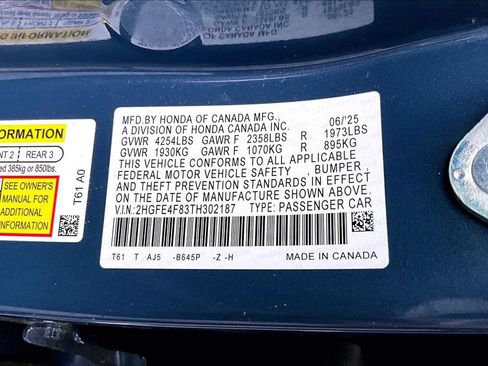 INFORMATION
NT 2 | REAR 3
ed 385kg or 850lbs.
SEE OWNER'S
MANUAL FOR
ADDITIONAL
INFORMATION
T61 A0
MFD.BY HONDA OF CANADA MFG., 06/25
A DIVISION OF HONDA CANADA INC.
GVWR 4254LBS GAWR F 2358LBS R 1973LBS
GVWR 1930KG GAWR F 1070KG R 895KG
THIS VEHICLE CONFORMS TO ALL APPLICABLE
FEDERAL MOTOR VEHICLE SAFETY , BUMPER ,
AND THEFT PREVENTION STANDARDS IN EFFECT
ON THE DATE OF MANUFACTURE SHOWN ABOVE.
V.I.N:2HGFE4F83TH302187 TYPE: PASSENGER CAR
T61 T AJ5 -B645P -Z -H MADE IN CANADA